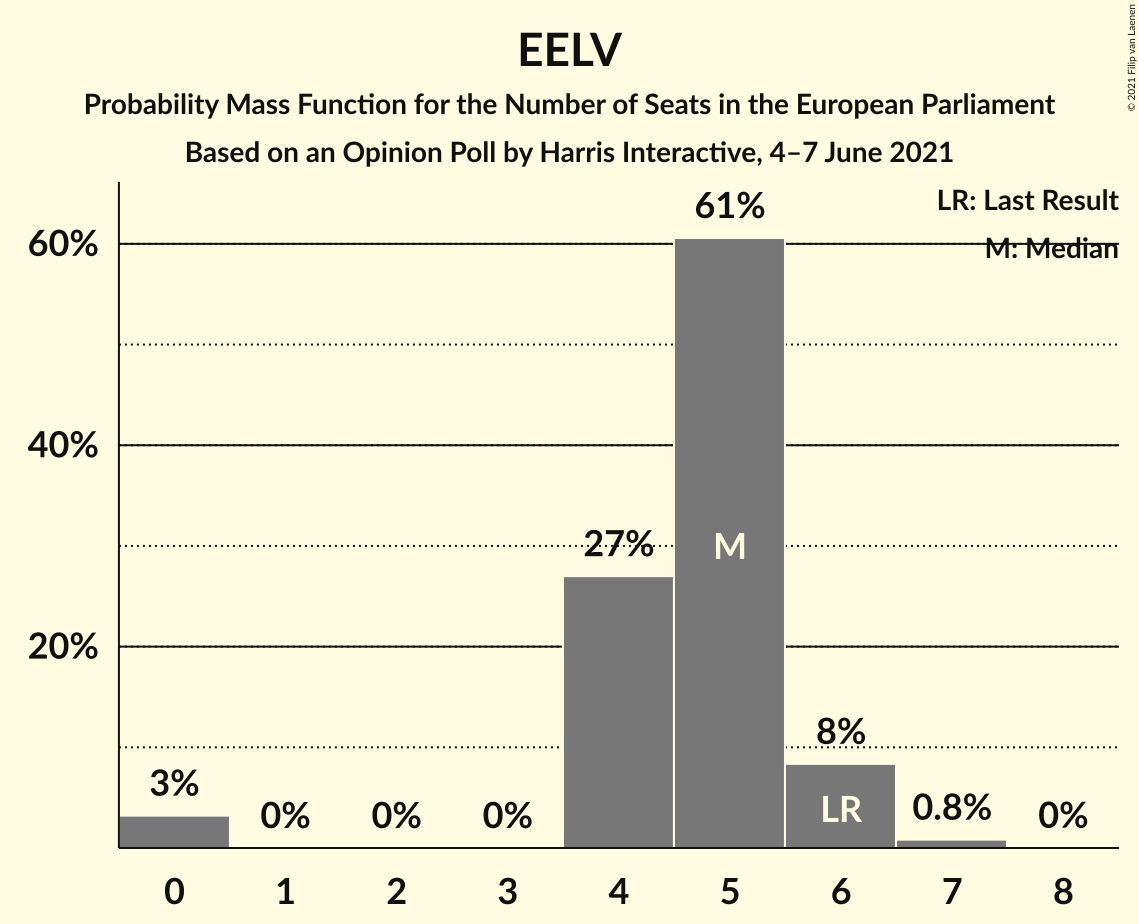 EELV
Probability Mass Function for the Number of Seats in the European Parliament
Based on an Opinion Poll by Harris Interactive, 4–7 June 2021
© 2021 Filip van Laenen
LR: Last Result
M: Median
60%
40%
20%
3%
0%
0%
0%
27%
61%
M
8%
LR
0.8%
0%
0 1 2 3 4 5 6 7 8